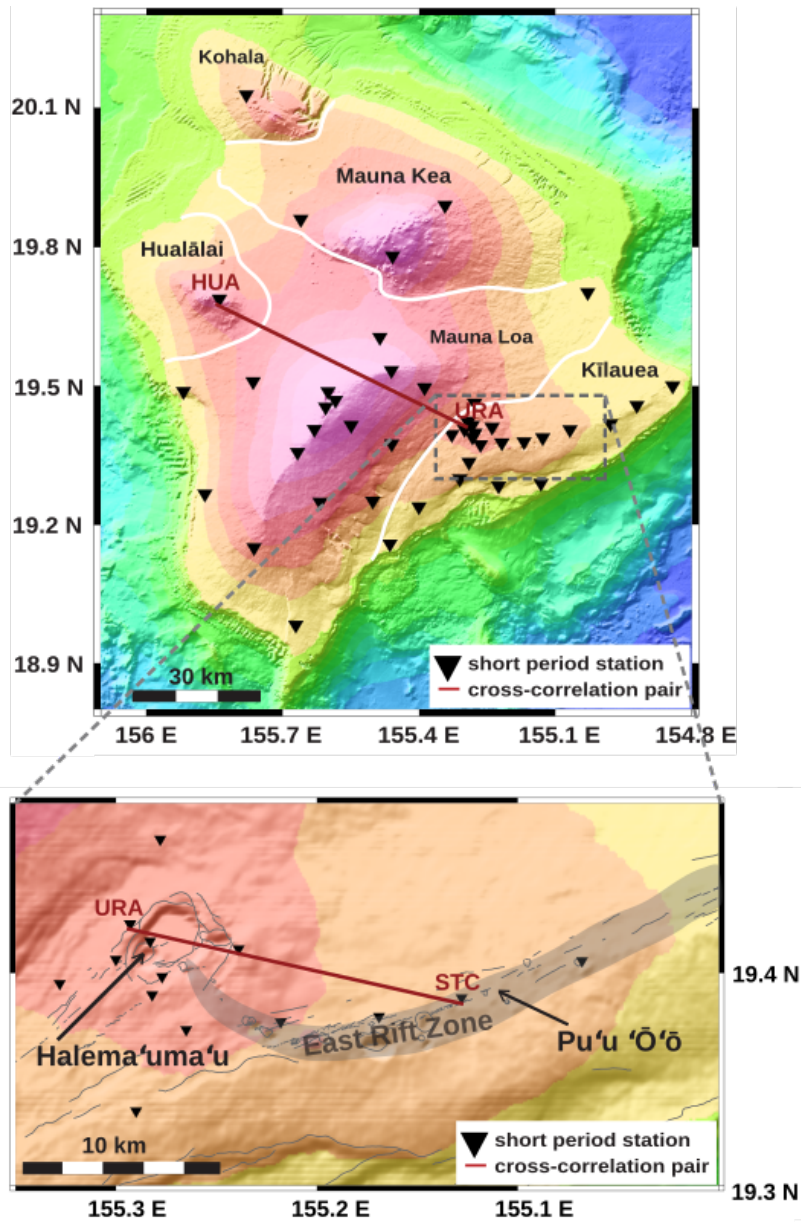 Kohala
20.1 N
Mauna Kea
19.8 N
Hualālai
HUA
Mauna Loa
Kīlauea
19.5 N
URA
19.2 N
18.9 N
30 km
short period station
cross-correlation pair
156 E 155.7 E 155.4 E 155.1 E 154.8 E
URA
19.4 N
STC
East Rift Zone
Halemaʻumaʻu
Puʻu ʻŌʻō
10 km
short period station
cross-correlation pair
19.3 N
155.3 E 155.2 E 155.1 E